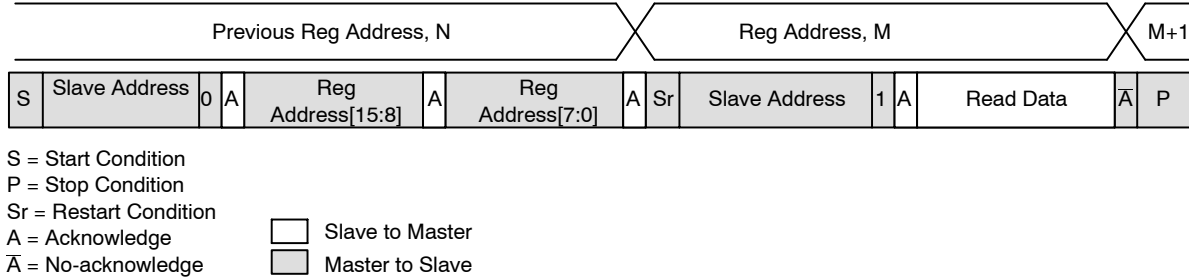 Previous Reg Address, N Reg Address, M M+1
S Slave Address 0 A Reg Address[15:8] A Reg Address[7:0] A Sr Slave Address 1 A Read Data A̅ P
S = Start Condition
P = Stop Condition
Sr = Restart Condition
A = Acknowledge
A̅ = No-acknowledge
Slave to Master
Master to Slave